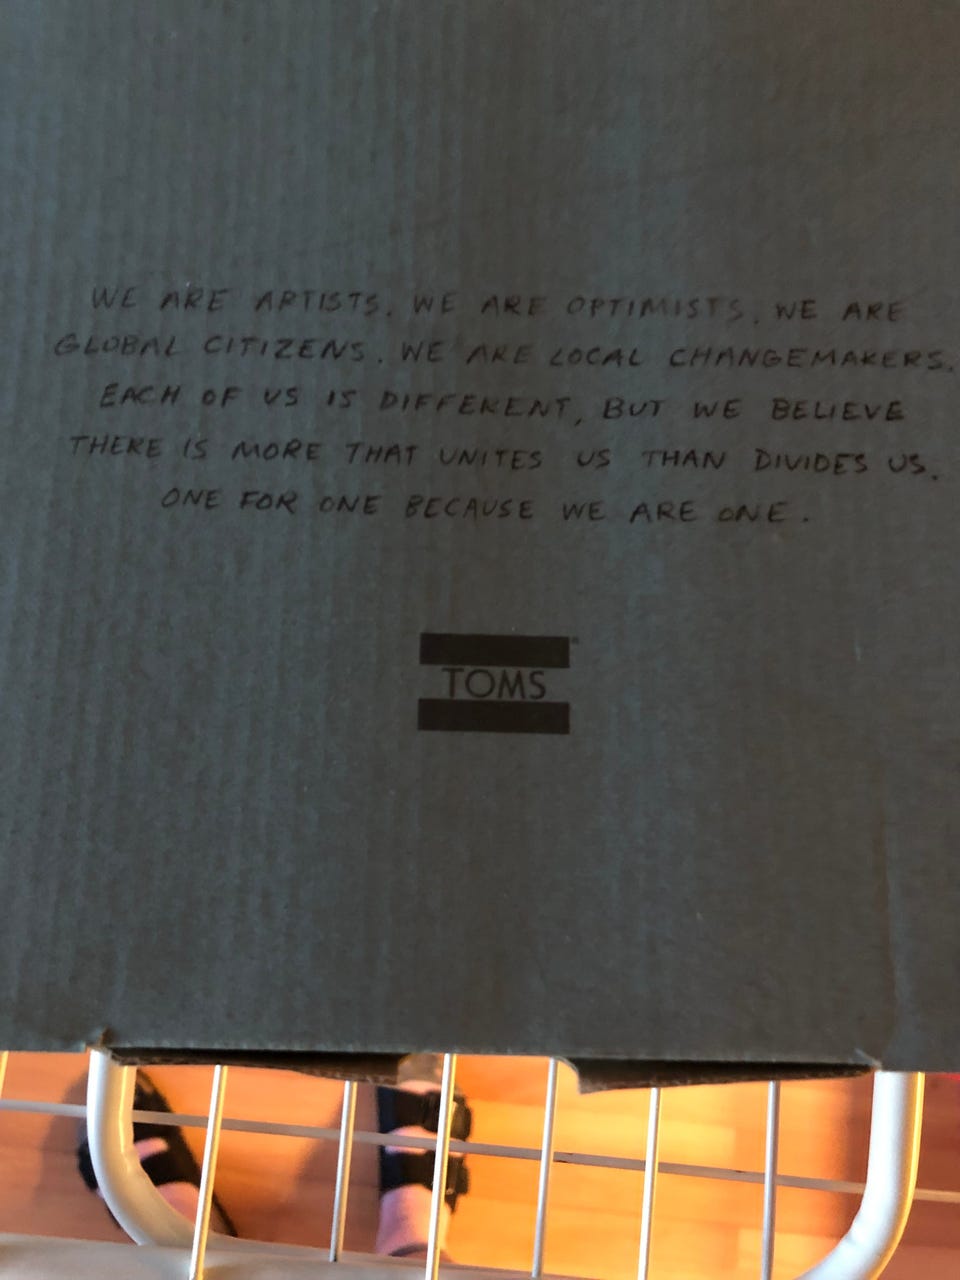 WE ARE ARTISTS. WE ARE OPTIMISTS. WE ARE
GLOBAL CITIZENS. WE ARE LOCAL CHANGEMAKERS.
EACH OF US IS DIFFERENT, BUT WE BELIEVE
THERE IS MORE THAT UNITES US THAN DIVIDES US.
ONE FOR ONE BECAUSE WE ARE ONE.
TOMS